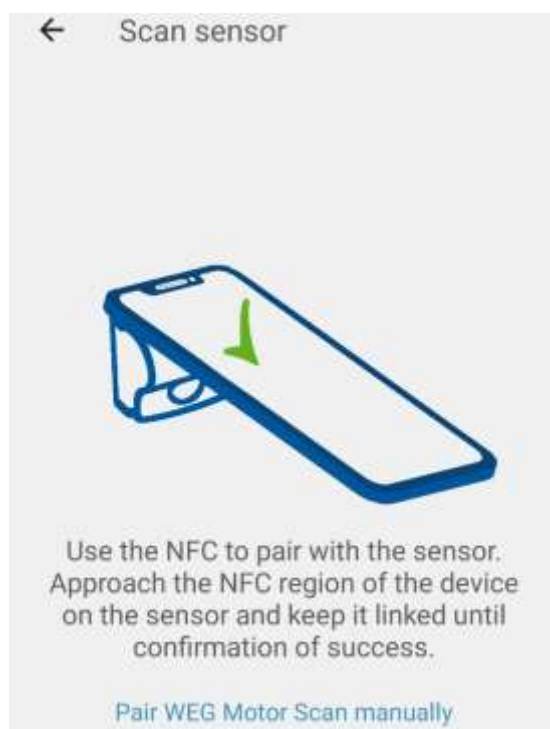 Scan sensor
Use the NFC to pair with the sensor.
Approach the NFC region of the device
on the sensor and keep it linked until
confirmation of success.
Pair WEG Motor Scan manually